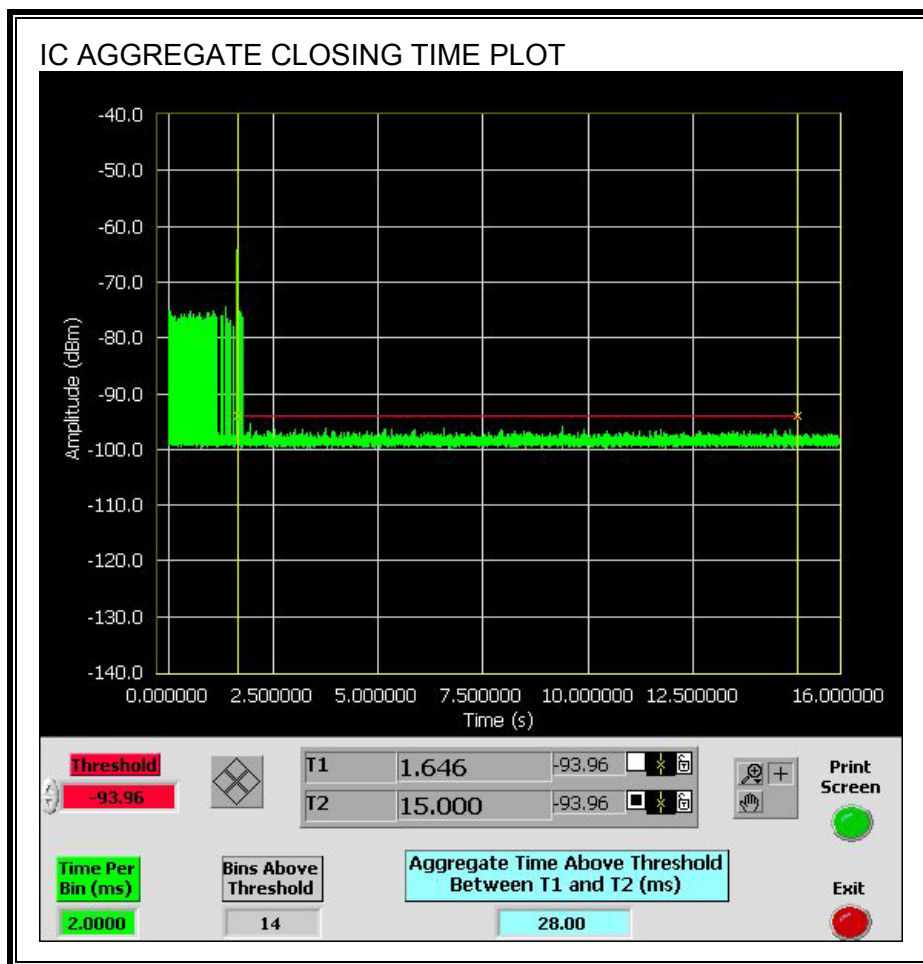 IC AGGREGATE CLOSING TIME PLOT
-40.0
-50.0
-60.0
-70.0
-80.0
-90.0
-100.0
-110.0
-120.0
-130.0
-140.0
Amplitude (dBm)
0.000000 2.500000 5.000000 7.500000 10.000000 12.500000 16.000000
Time (s)
Threshold
-93.96
T1 1.646 -93.96
T2 15.000 -93.96
Print
Screen
Time Per
Bin (ms)
2.0000
Bins Above
Threshold
14
Aggregate Time Above Threshold
Between T1 and T2 (ms)
28.00
Exit